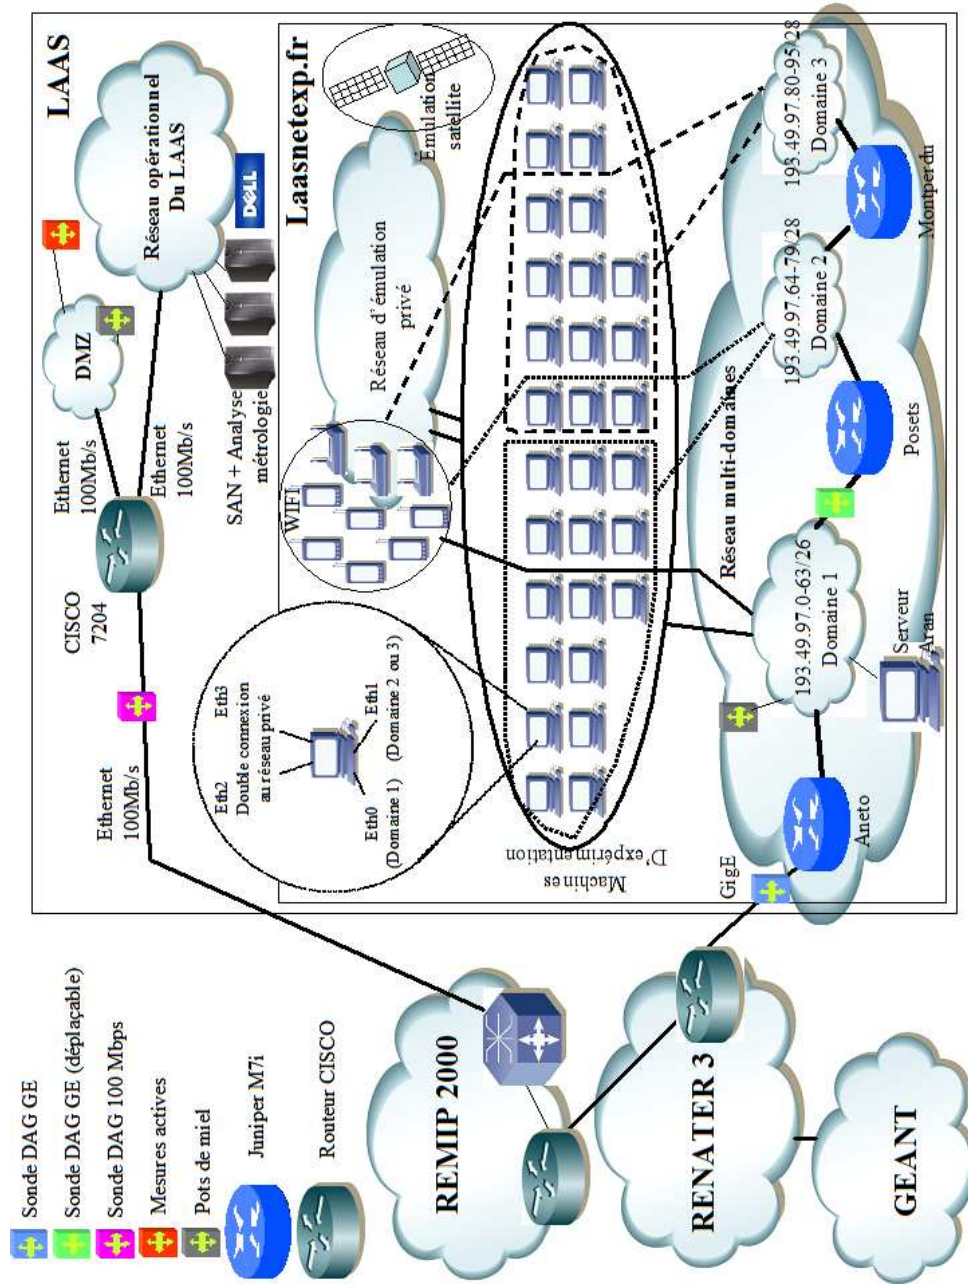 LAAS
Réseau opérationnel
Du LAAS
DMZ
DELL
Ethernet
100Mb/s
Ethernet
100Mb/s
SAN + Analyse
métrologie
CISCO
7204
Ethernet
100Mb/s
Laasnetexp.fr
Émulation
satellite
Réseau d'émulation
privé
WIFI
Eth2
Eth3
Double connexion
au réseau privé
Eth0
Eth1
(Domaine 1)
(Domaine 2 ou 3)
Machines
D'expérimentation
Réseau multi-domaines
193.49.97.0-63/26
Domaine 1
193.49.97.64-79/28
Domaine 2
193.49.97.80-95/28
Domaine 3
Serveur
Aran
GigE
Aneto
Posets
Montperdu
Sonde DAG GE
Sonde DAG GE (déplaçable)
Sonde DAG 100 Mbps
Mesures actives
Pots de miel
Juniper M7i
Routeur CISCO
REMIP 2000
RENATER 3
GEANT